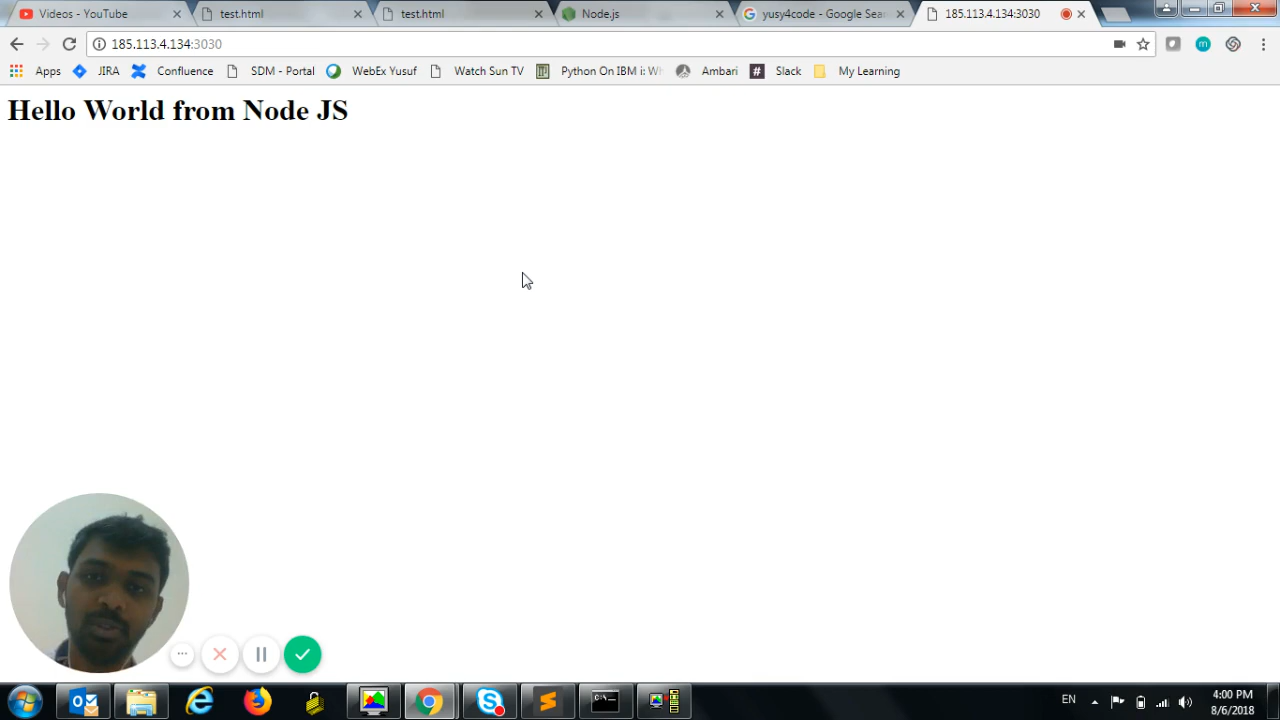 Videos - YouTube
test.html
test.html
Node.js
yusy4code - Google Sea
185.113.4.134:3030
185.113.4.134:3030
Apps
JIRA
Confluence
SDM - Portal
WebEx Yusuf
Watch Sun TV
Python On IBM i: Wh
Ambari
# Slack
My Learning
Hello World from Node JS
EN
4:00 PM
8/6/2018